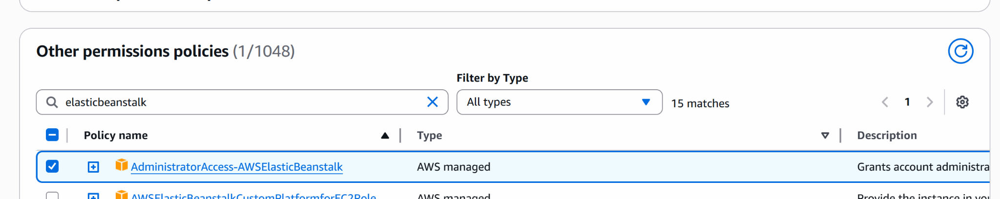 Other permissions policies (1/1048)
Filter by Type
elasticbeanstalk
All types
15 matches
1
Policy name
Type
Description
AdministratorAccess-AWSElasticBeanstalk
AWS managed
Grants account administra
AWSElasticBeanstalkCustomPlatformforEC2Role
AWS managed
Provide the instance in you